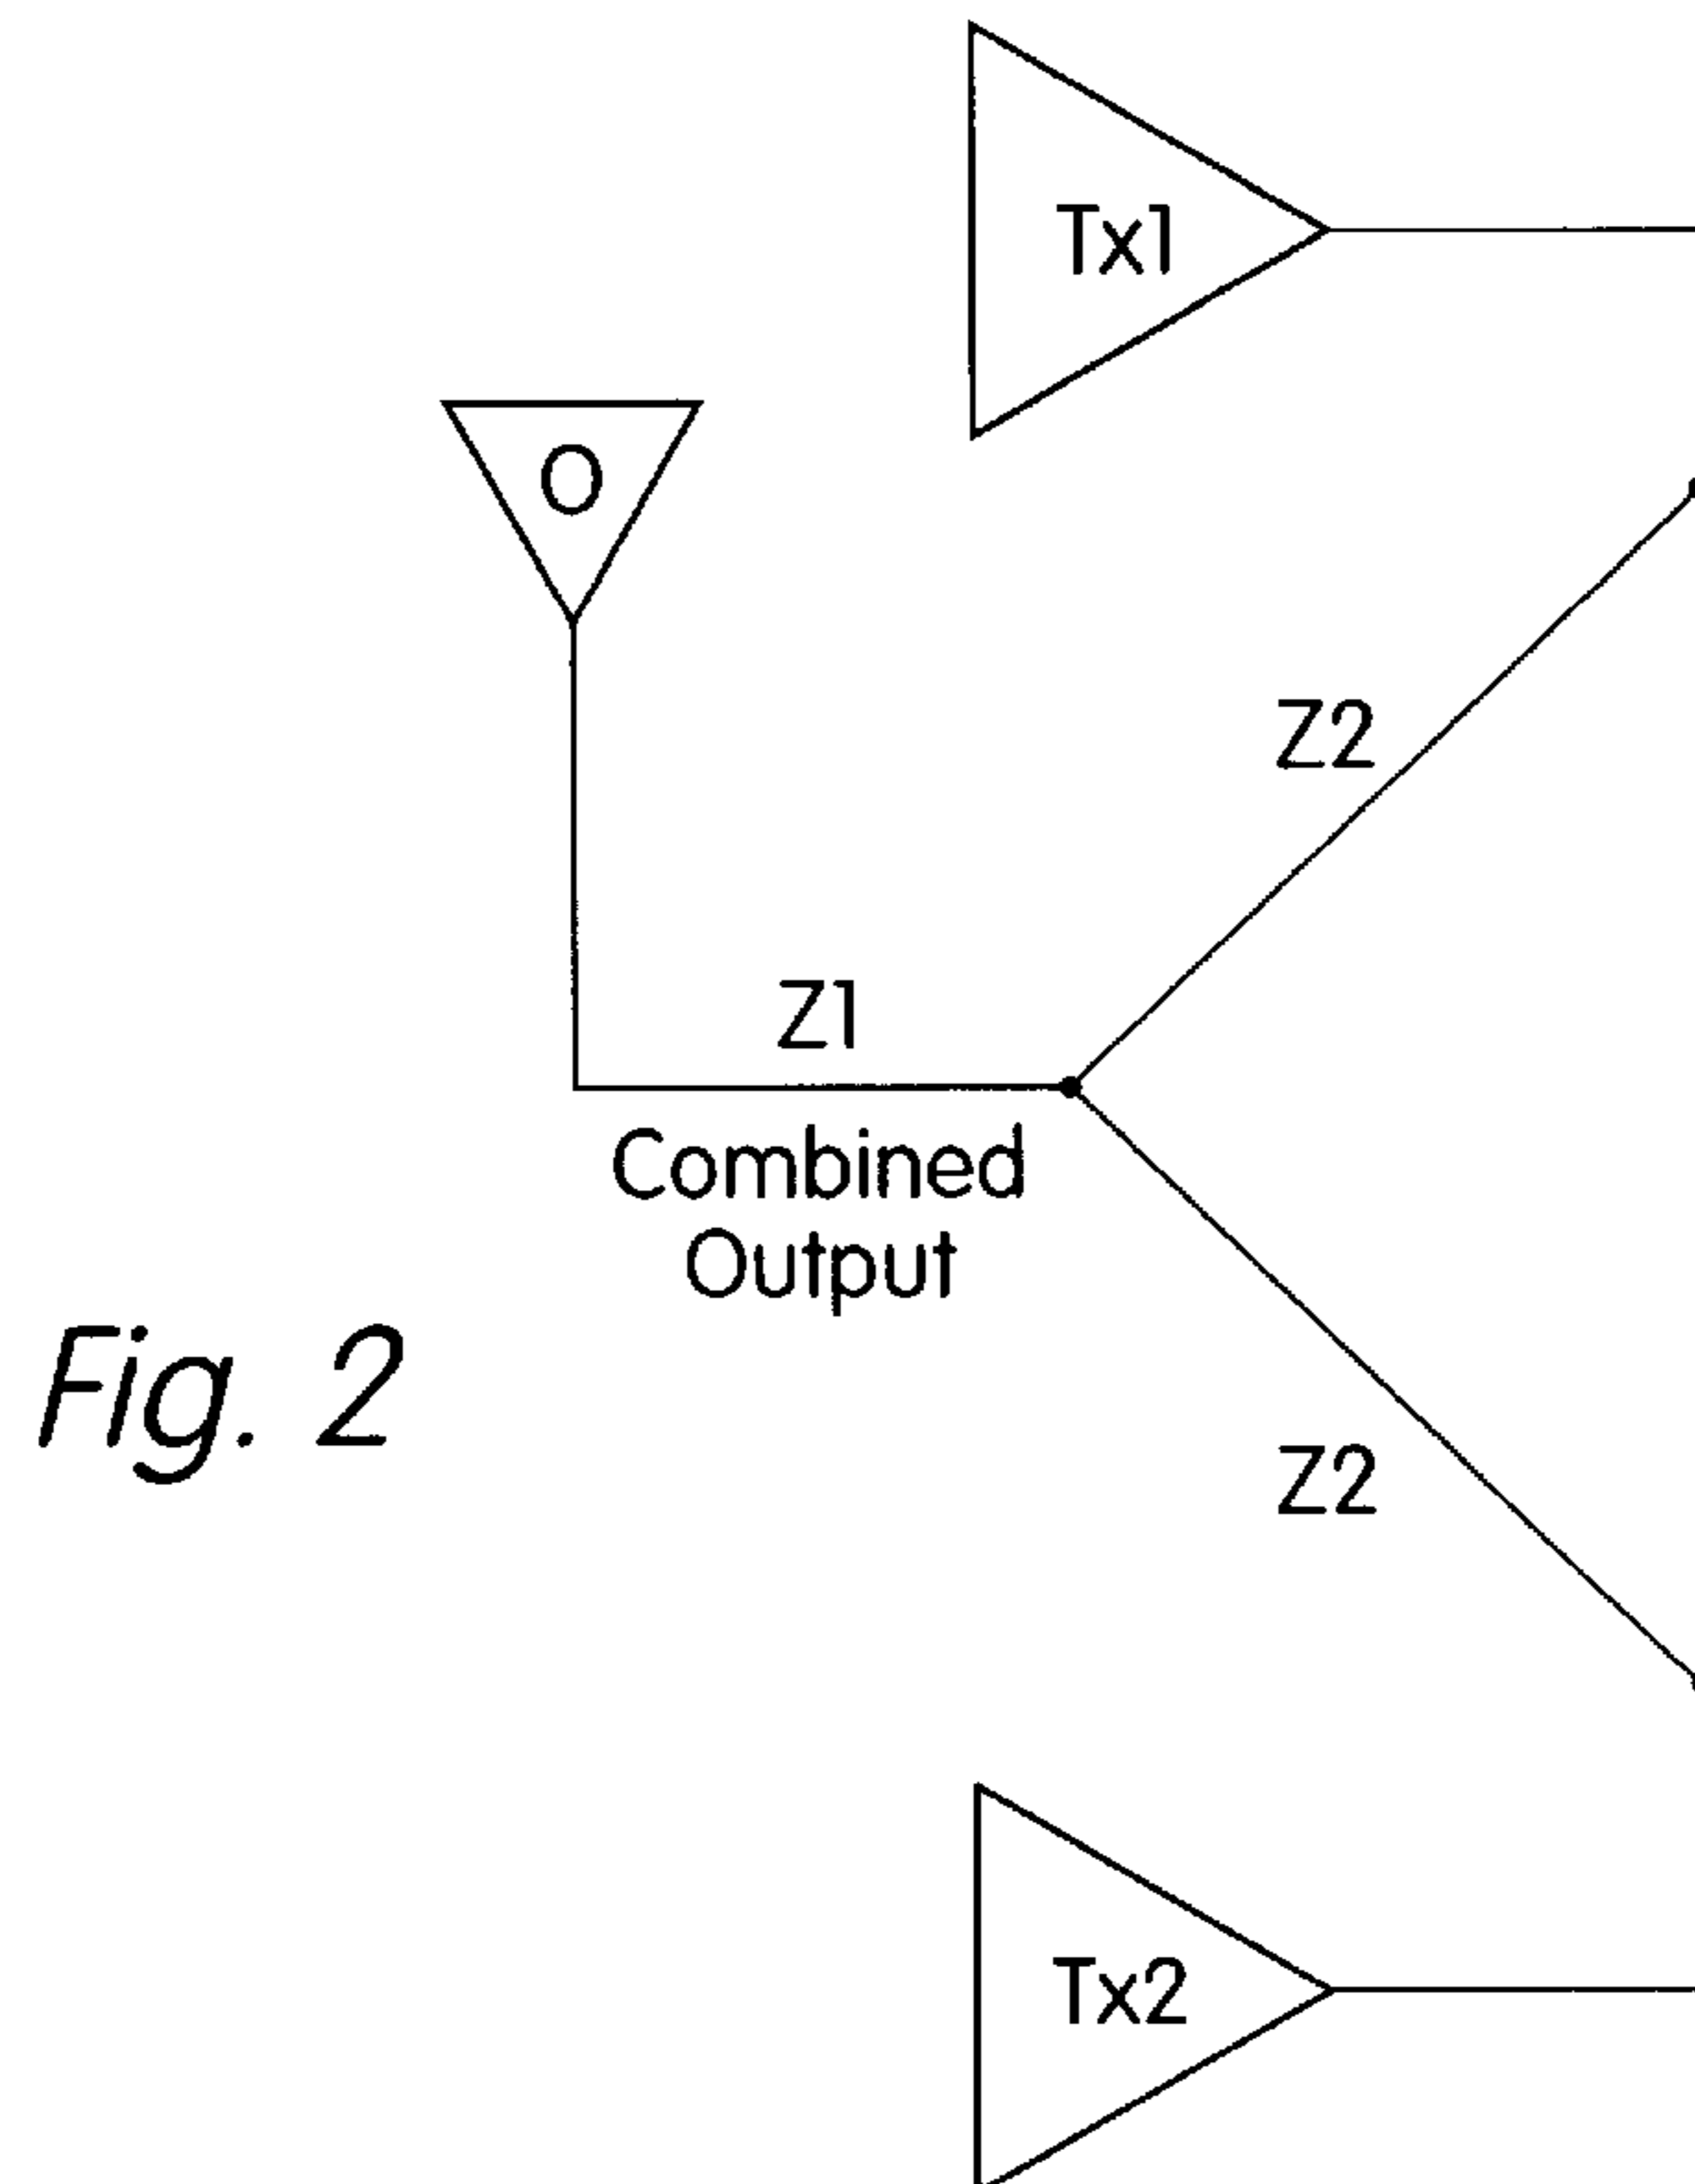 Tx1
O
Z2
Z1
Combined
Output
Fig. 2
Z2
Tx2